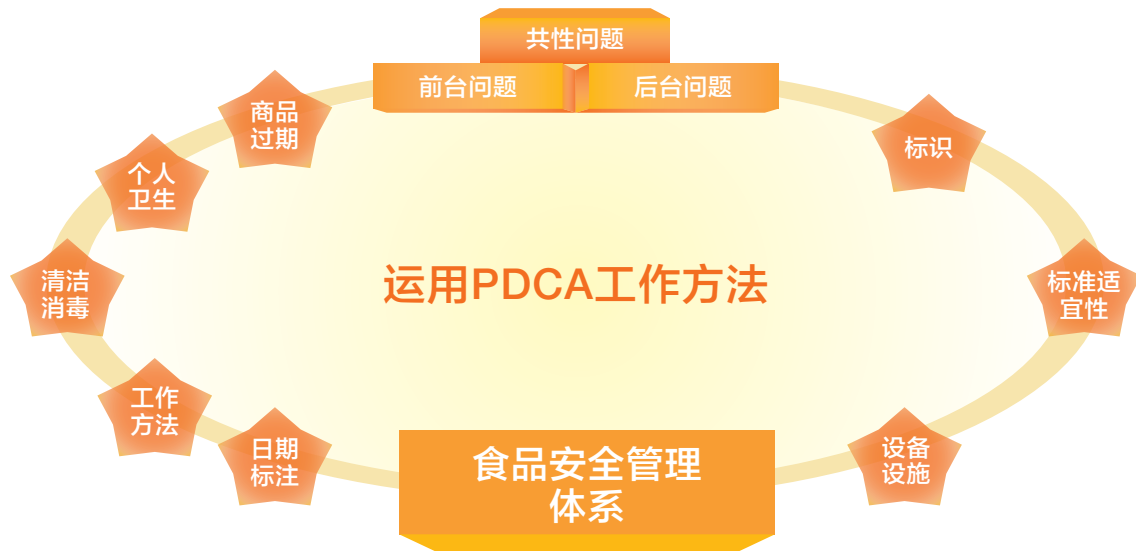 共性问题
前台问题
后台问题
商品
过期
标识
个人
卫生
清洁
消毒
运用PDCA工作方法
标准适
宜性
工作
方法
日期
标注
食品安全管理
体系
设备
设施